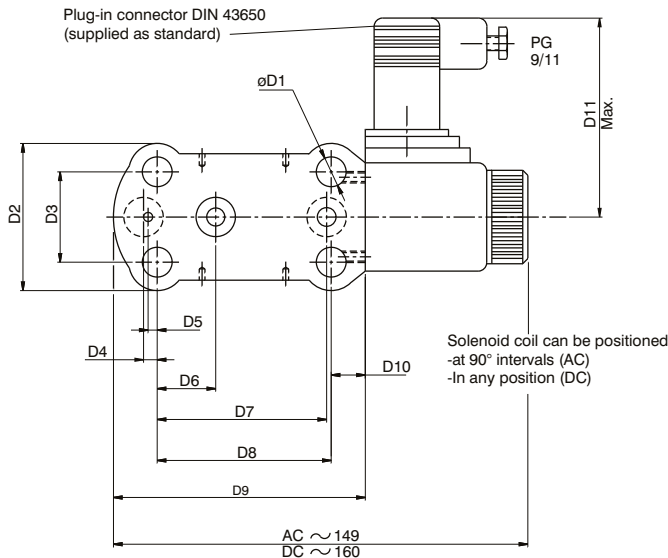 Plug-in connector DIN 43650
(supplied as standard)
PG
9/11
D11
Max.
øD1
D2
D3
D5
D4
D6
D10
Solenoid coil can be positioned
-at 90° intervals (AC)
-In any position (DC)
D7
D8
D9
AC ～149
DC ～160